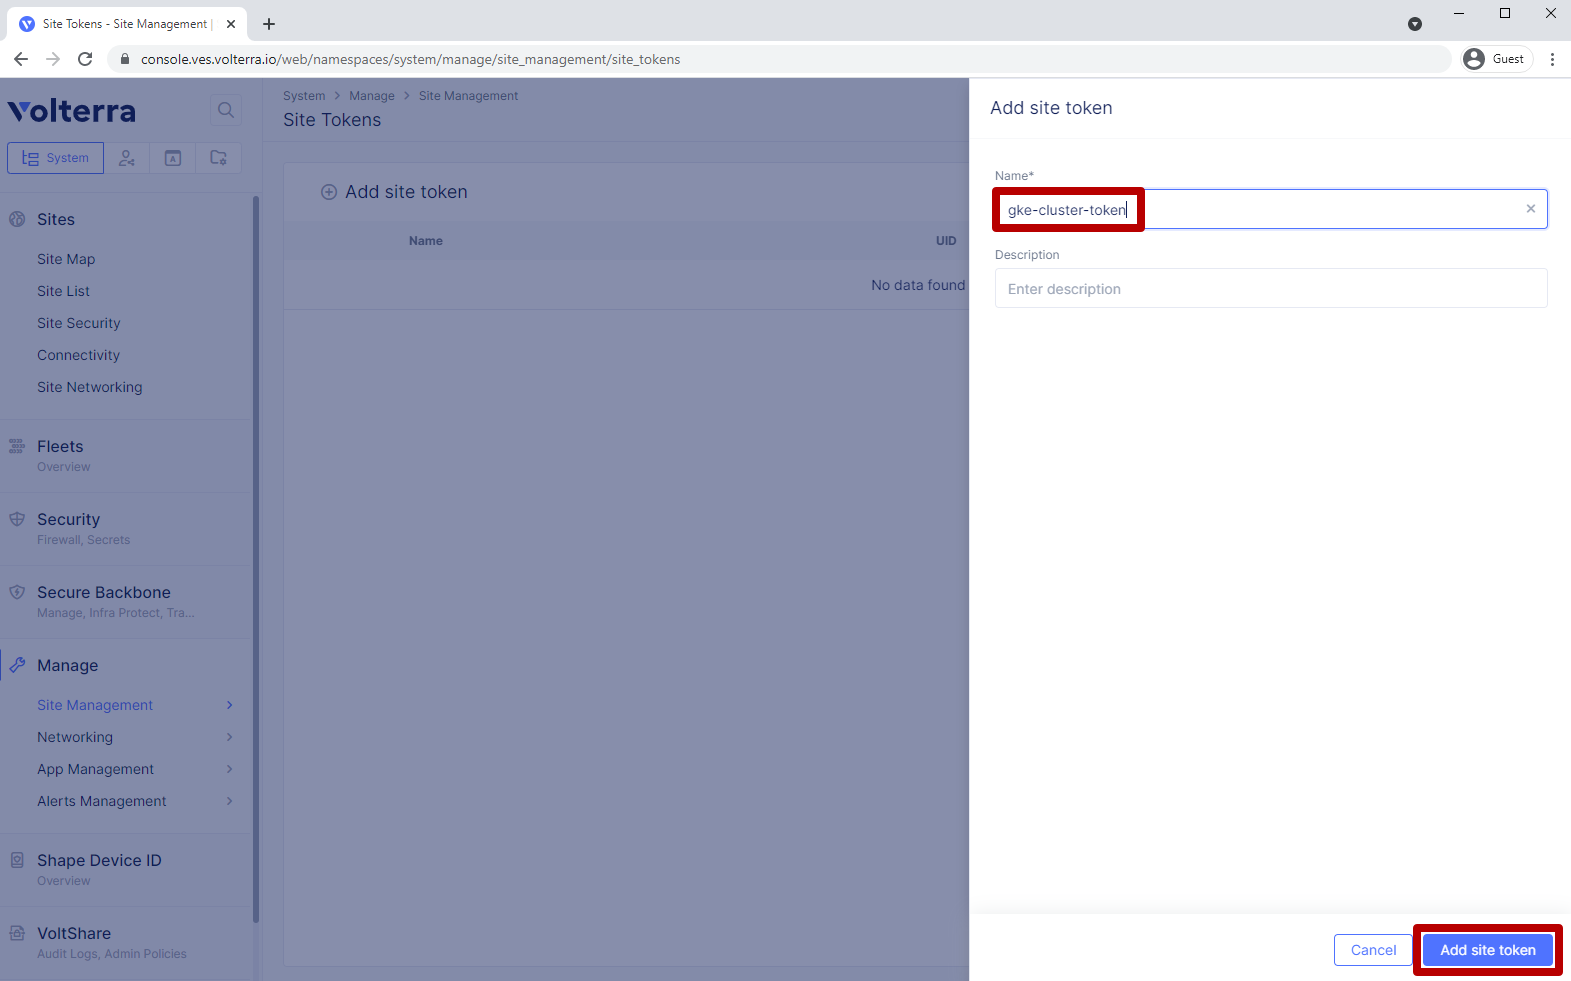 Site Tokens - Site Management |
console.ves.volterra.io/web/namespaces/system/manage/site_management/site_tokens
Guest
Volterra
System
Sites
Site Map
Site List
Site Security
Connectivity
Site Networking
Fleets
Overview
Security
Firewall, Secrets
Secure Backbone
Manage, Infra Protect, Tra...
Manage
Site Management
Networking
App Management
Alerts Management
Shape Device ID
Overview
VoltShare
Audit Logs, Admin Policies
System > Manage > Site Management
Site Tokens
Add site token
Name UID
No data found
Add site token
Name*
gke-cluster-token
Description
Enter description
Cancel
Add site token